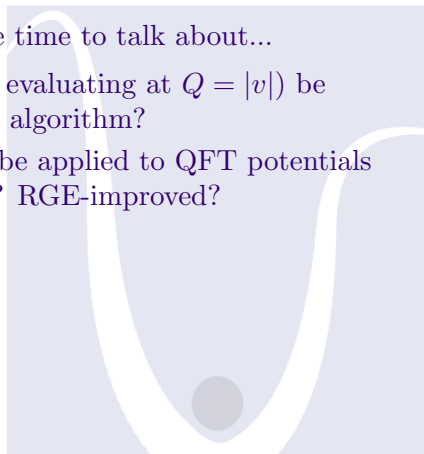 e time to talk about...
evaluating at Q = |v|) be
algorithm?
be applied to QFT potentials
? RGE-improved?